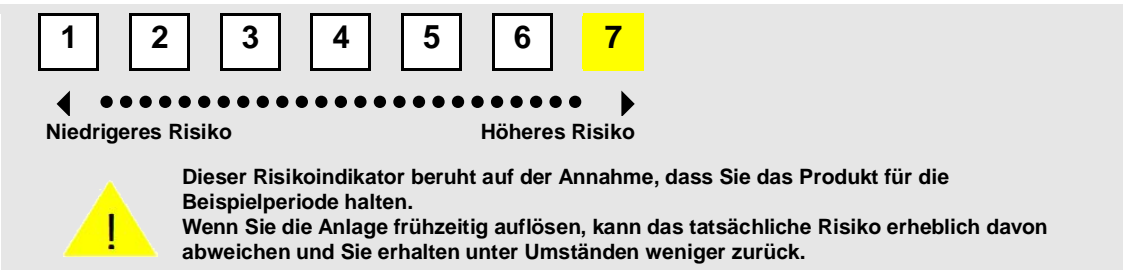 1 2 3 4 5 6 7
Niedrigeres Risiko Höheres Risiko
Dieser Risikoindikator beruht auf der Annahme, dass Sie das Produkt für die
Beispielperiode halten.
Wenn Sie die Anlage frühzeitig auflösen, kann das tatsächliche Risiko erheblich davon
abweichen und Sie erhalten unter Umständen weniger zurück.
!